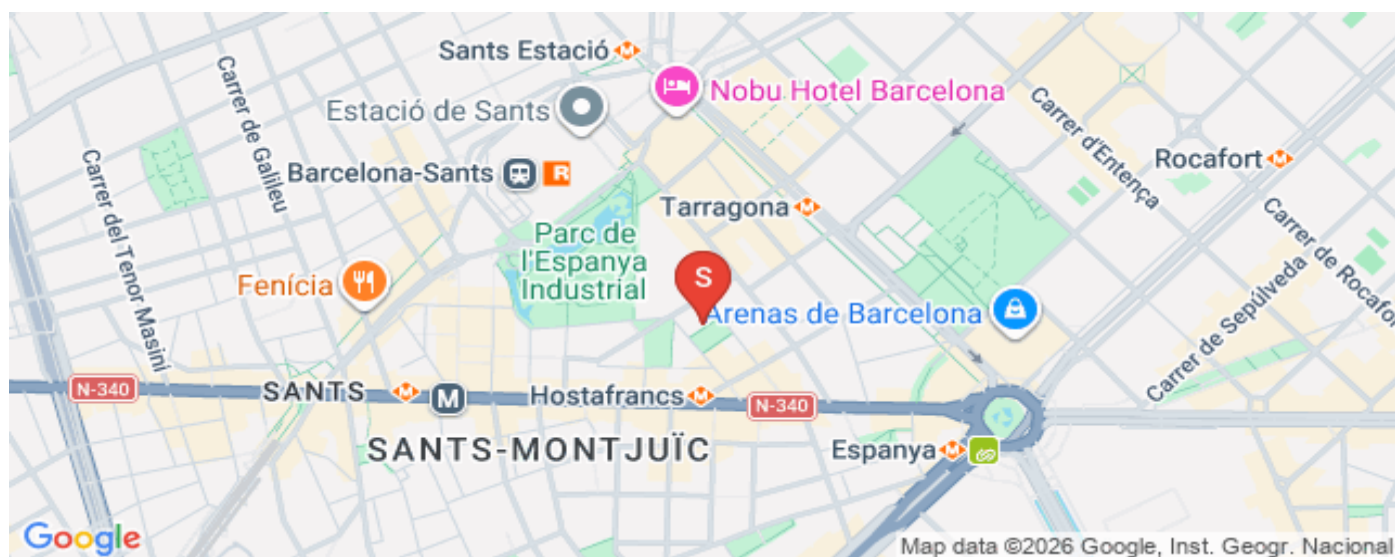 Sants Estació
Nobu Hotel Barcelona
Estació de Sants
Carrer de Galileu
Carrer d'Entença
Rocafort
Barcelona-Sants
R
Carrer del Tenor Masini
Tarragona
Parc de
l'Espanya
Industrial
Carrer de Rocafo
Fenícia
S
Arenas de Barcelona
Carrer de Sepúlveda
N-340
SANTS
M
Hostafrancs
N-340
SANTS-MONTJUÏC
Espanya
Google
Map data ©2026 Google, Inst. Geogr. Nacional